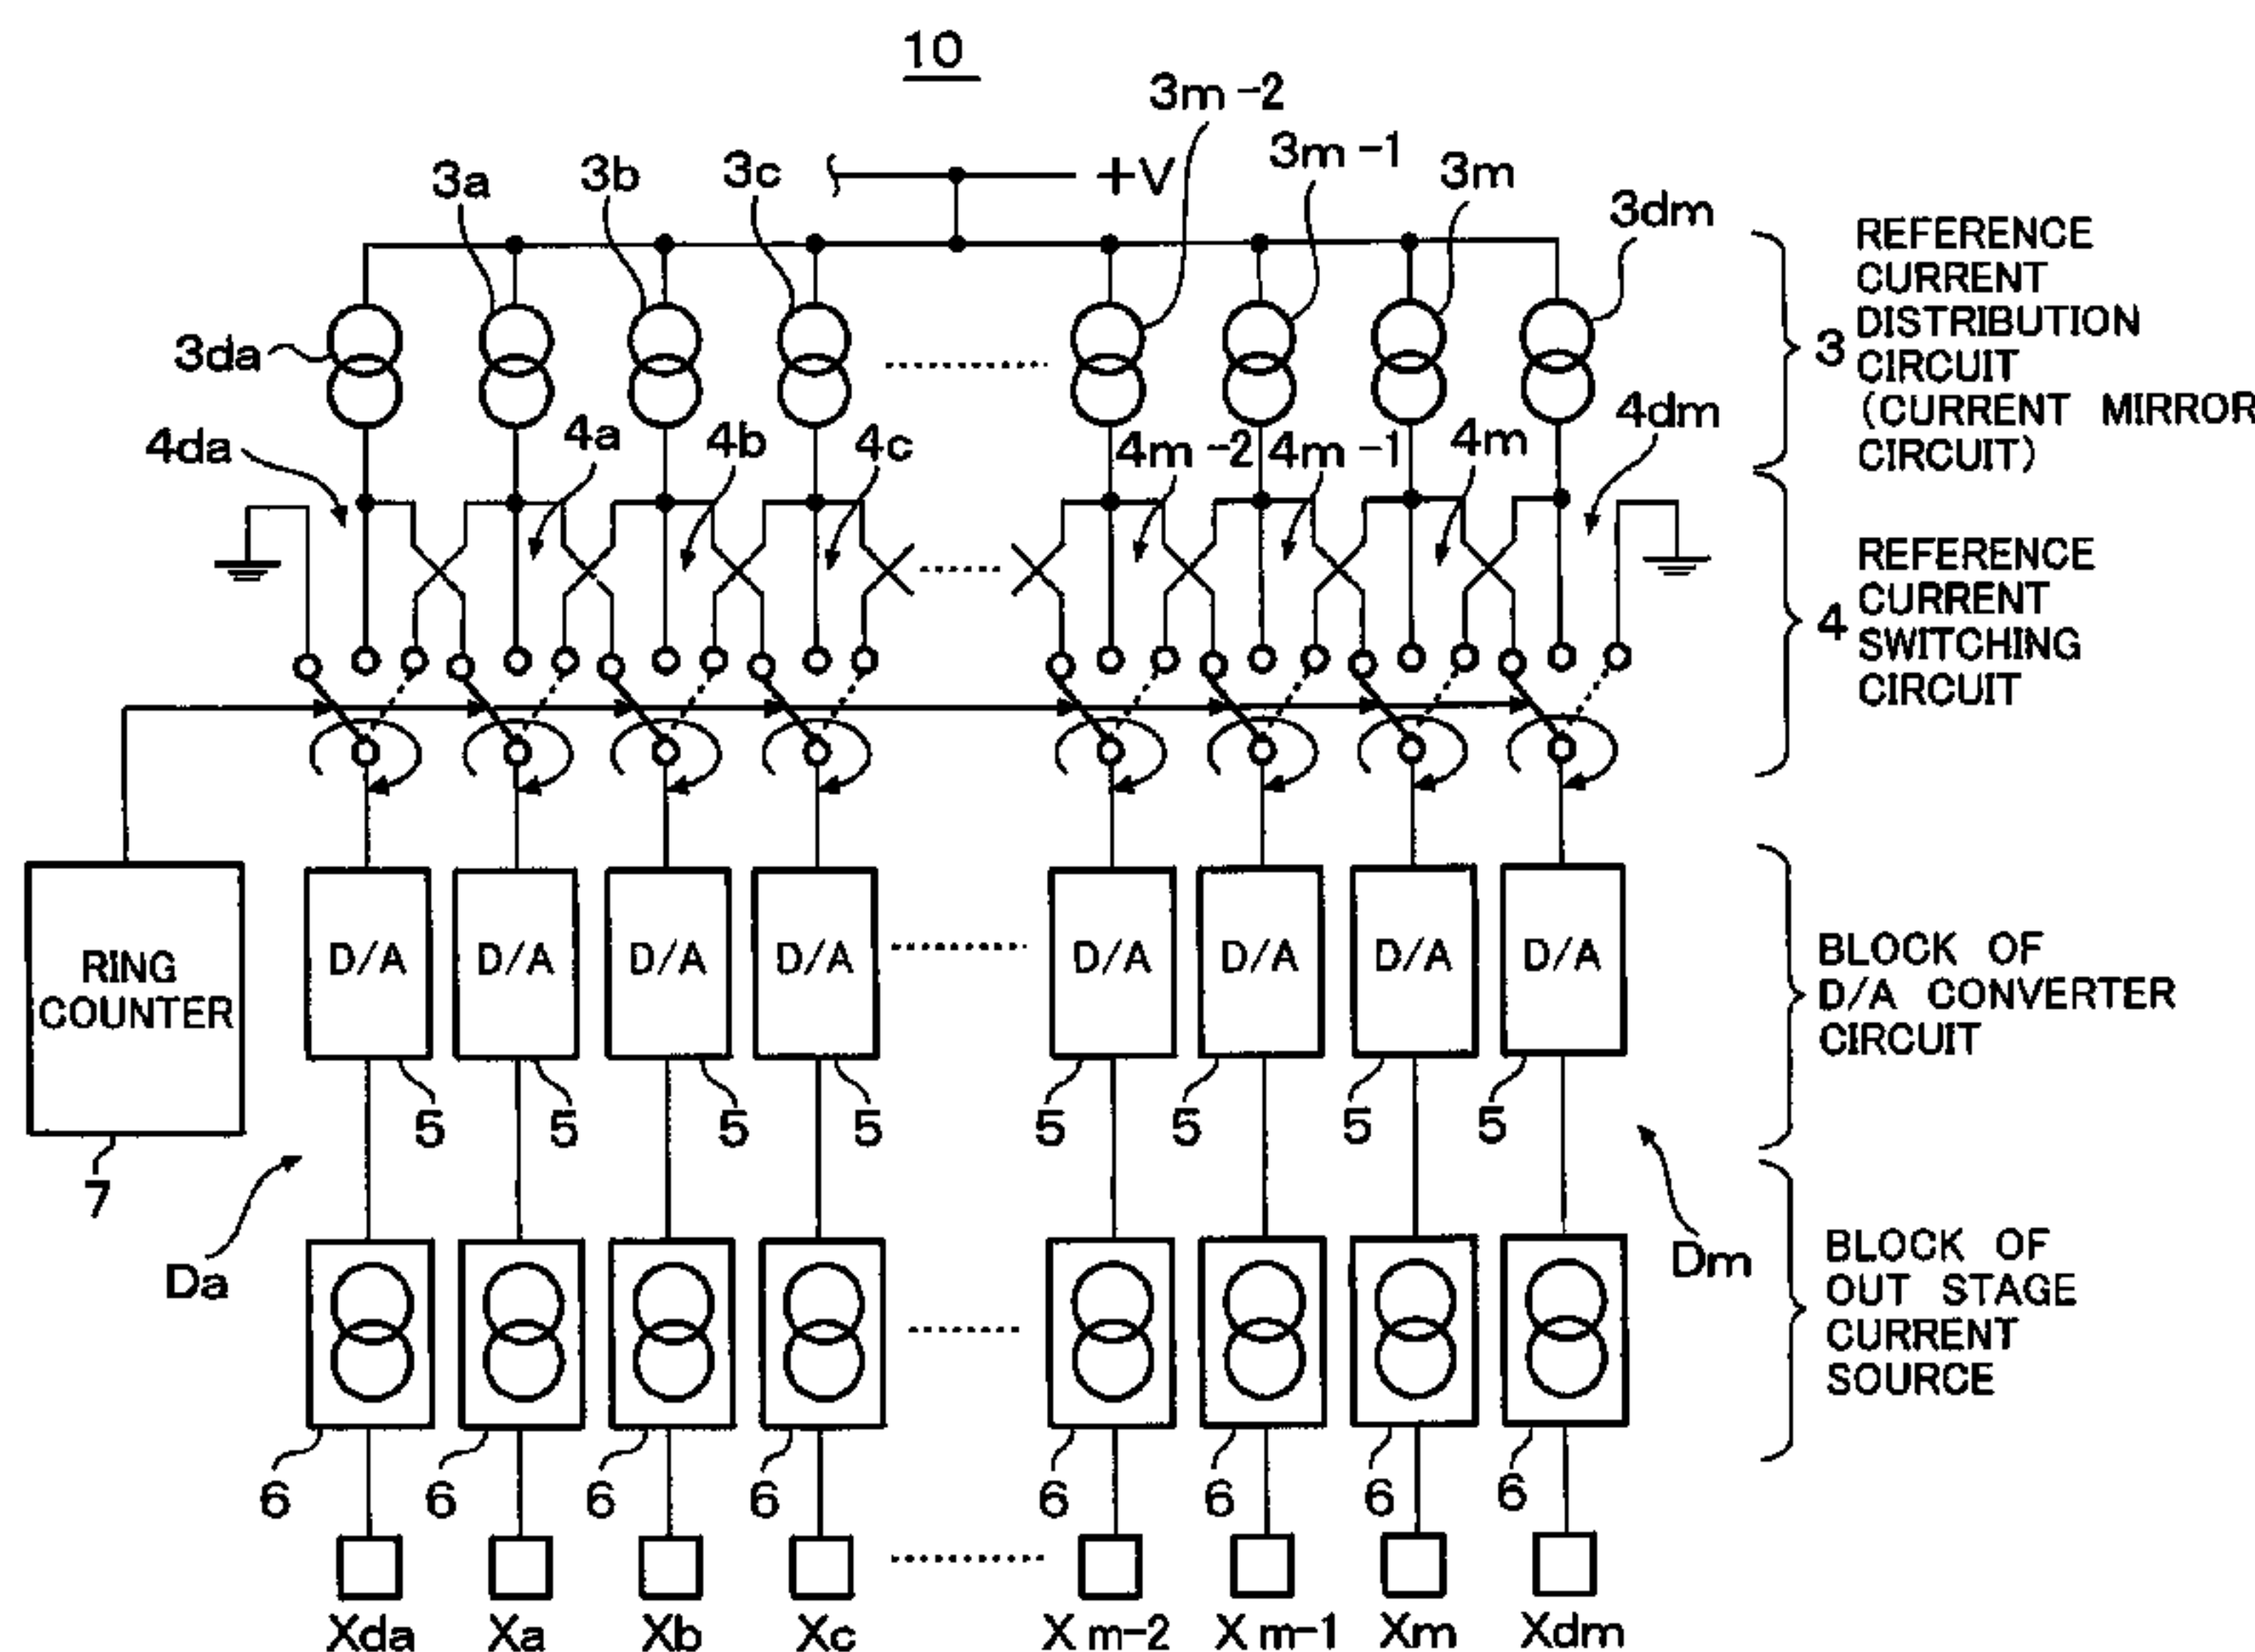 10
3m-2
3m-1
3a
3b
3c
+V
3m
3dm
3da
3
REFERENCE
CURRENT
DISTRIBUTION
CIRCUIT
(CURRENT MIRROR
CIRCUIT)
4da
4a
4b
4c
4m-2
4m-1
4m
4dm
4
REFERENCE
CURRENT
SWITCHING
CIRCUIT
RING
COUNTER
7
D/A
D/A
D/A
D/A
D/A
D/A
D/A
D/A
BLOCK OF
D/A CONVERTER
CIRCUIT
5
5
5
5
5
5
5
5
Da
Dm
BLOCK OF
OUT STAGE
CURRENT
SOURCE
6
6
6
6
6
6
6
6
Xda
Xa
Xb
Xc
Xm-2
Xm-1
Xm
Xdm